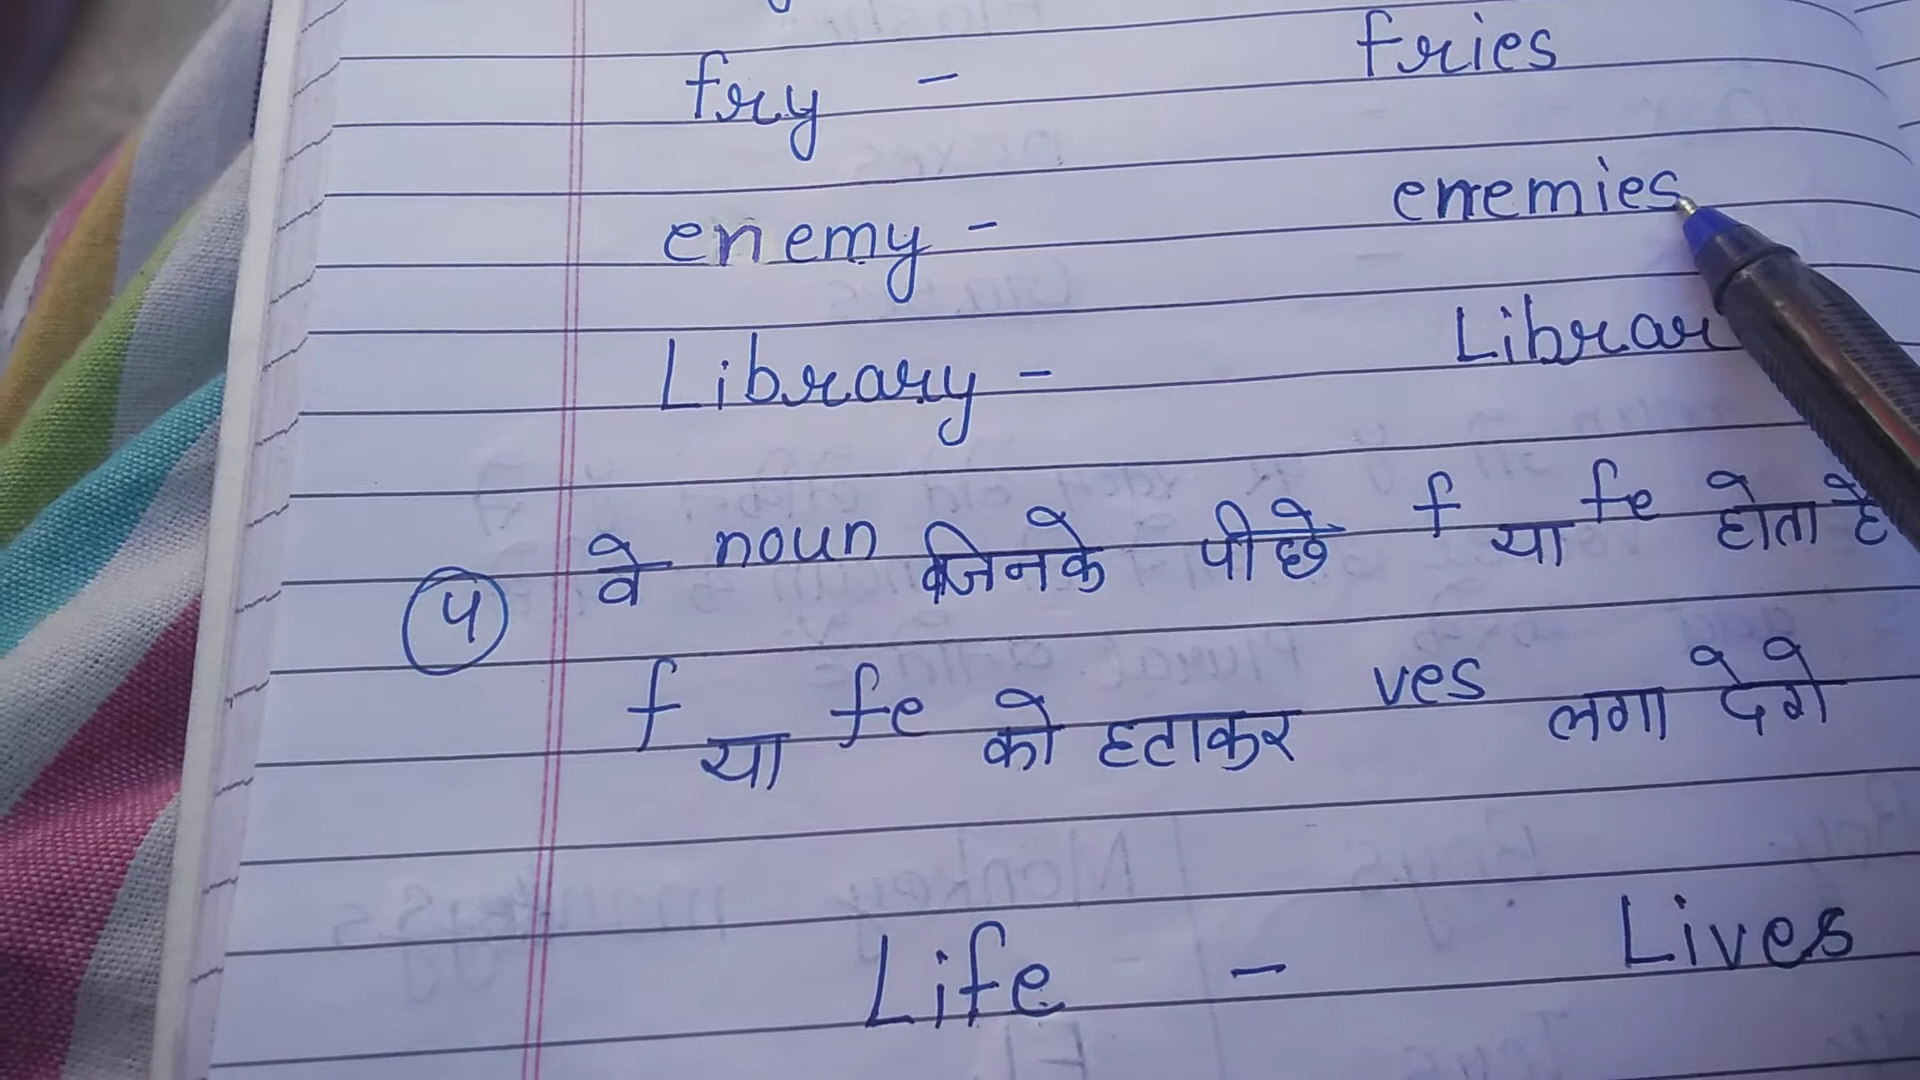 fry - fries
enemy - enemies
Library - Librar
4 वे noun जिनके पीछे f या fe होता है
f या fe को हटाकर ves लगा देगे
Life - Lives